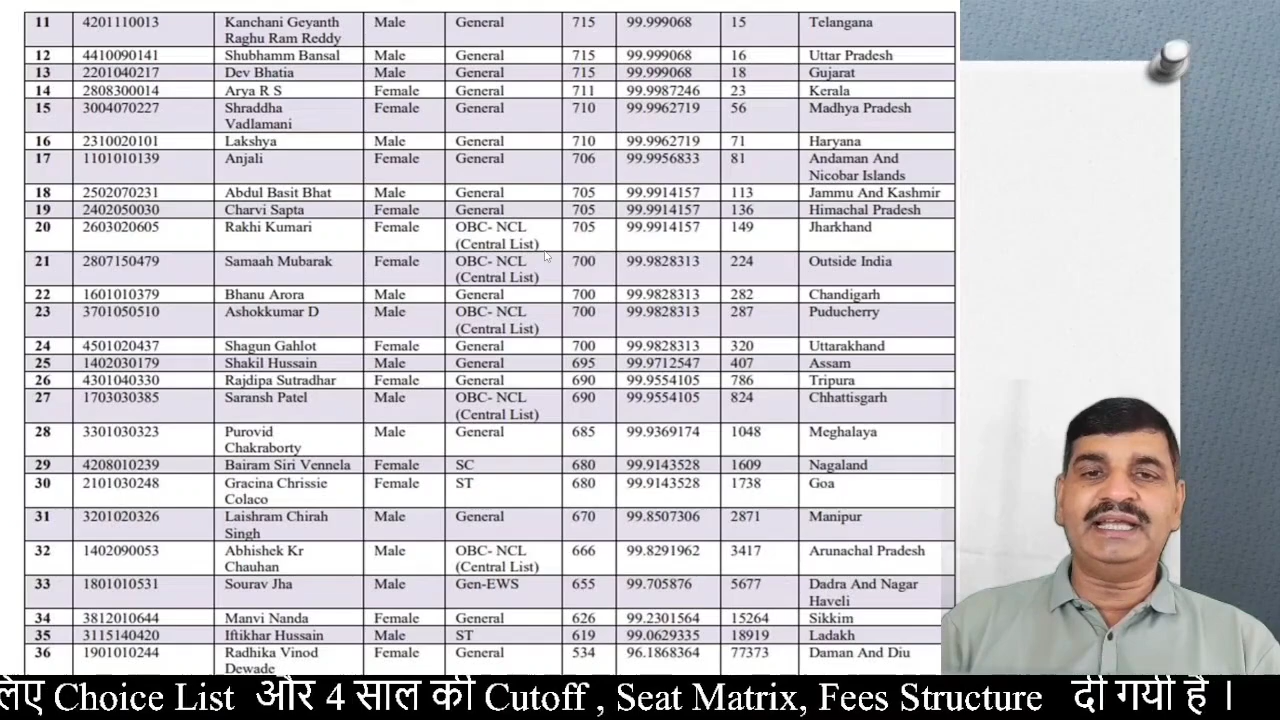 11 4201110013 Kanchani Geyanth Male General 715 99.999068 15 Telangana
Raghu Ram Reddy
12 4410090141 Shubhamm Bansal Male General 715 99.999068 16 Uttar Pradesh
13 2201040217 Dev Bhatia Male General 715 99.999068 18 Gujarat
14 2808300014 Arya R S Female General 711 99.9987246 23 Kerala
15 3004070227 Shraddha Female General 710 99.9962719 56 Madhya Pradesh
Vadlamani
16 2310020101 Lakshya Male General 710 99.9962719 71 Haryana
17 1101010139 Anjali Female General 706 99.9956833 81 Andaman And
Nicobar Islands
18 2502070231 Abdul Basit Bhat Male General 705 99.9914157 113 Jammu And Kashmir
19 2402050030 Charvi Sapta Female General 705 99.9914157 136 Himachal Pradesh
20 2603020605 Rakhi Kumari Female OBC- NCL 705 99.9914157 149 Jharkhand
(Central List)
21 2807150479 Samaah Mubarak Female OBC- NCL 700 99.9828313 224 Outside India
(Central List)
22 1601010379 Bhanu Arora Male General 700 99.9828313 282 Chandigarh
23 3701050510 Ashokkumar D Male OBC- NCL 700 99.9828313 287 Puducherry
(Central List)
24 4501020437 Shagun Gahlot Female General 700 99.9828313 320 Uttarakhand
25 1402030179 Shakil Hussain Male General 695 99.9712547 407 Assam
26 4301040330 Rajdipa Sutradhar Female General 690 99.9554105 786 Tripura
27 1703030385 Saransh Patel Male OBC- NCL 690 99.9554105 824 Chhattisgarh
(Central List)
28 3301030323 Purovid Male General 685 99.9369174 1048 Meghalaya
Chakraborty
29 4208010239 Bairam Siri Vennela Female SC 680 99.9143528 1609 Nagaland
30 2101030248 Gracina Chrissie Female ST 680 99.9143528 1738 Goa
Colaco
31 3201020326 Laishram Chirah Male General 670 99.8507306 2871 Manipur
Singh
32 1402090053 Abhishek Kr Male OBC- NCL 666 99.8291962 3417 Arunachal Pradesh
Chauhan (Central List)
33 1801010531 Sourav Jha Male Gen-EWS 655 99.705876 5677 Dadra And Nagar
Haveli
34 3812010644 Manvi Nanda Female General 626 99.2301564 15264 Sikkim
35 3115140420 Iftikhar Hussain Male ST 619 99.0629335 18919 Ladakh
36 1901010244 Radhika Vinod Female General 534 96.1868364 77373 Daman And Diu
Dewade
लिए Choice List और 4 साल की Cutoff , Seat Matrix, Fees Structure दी गयी है ।